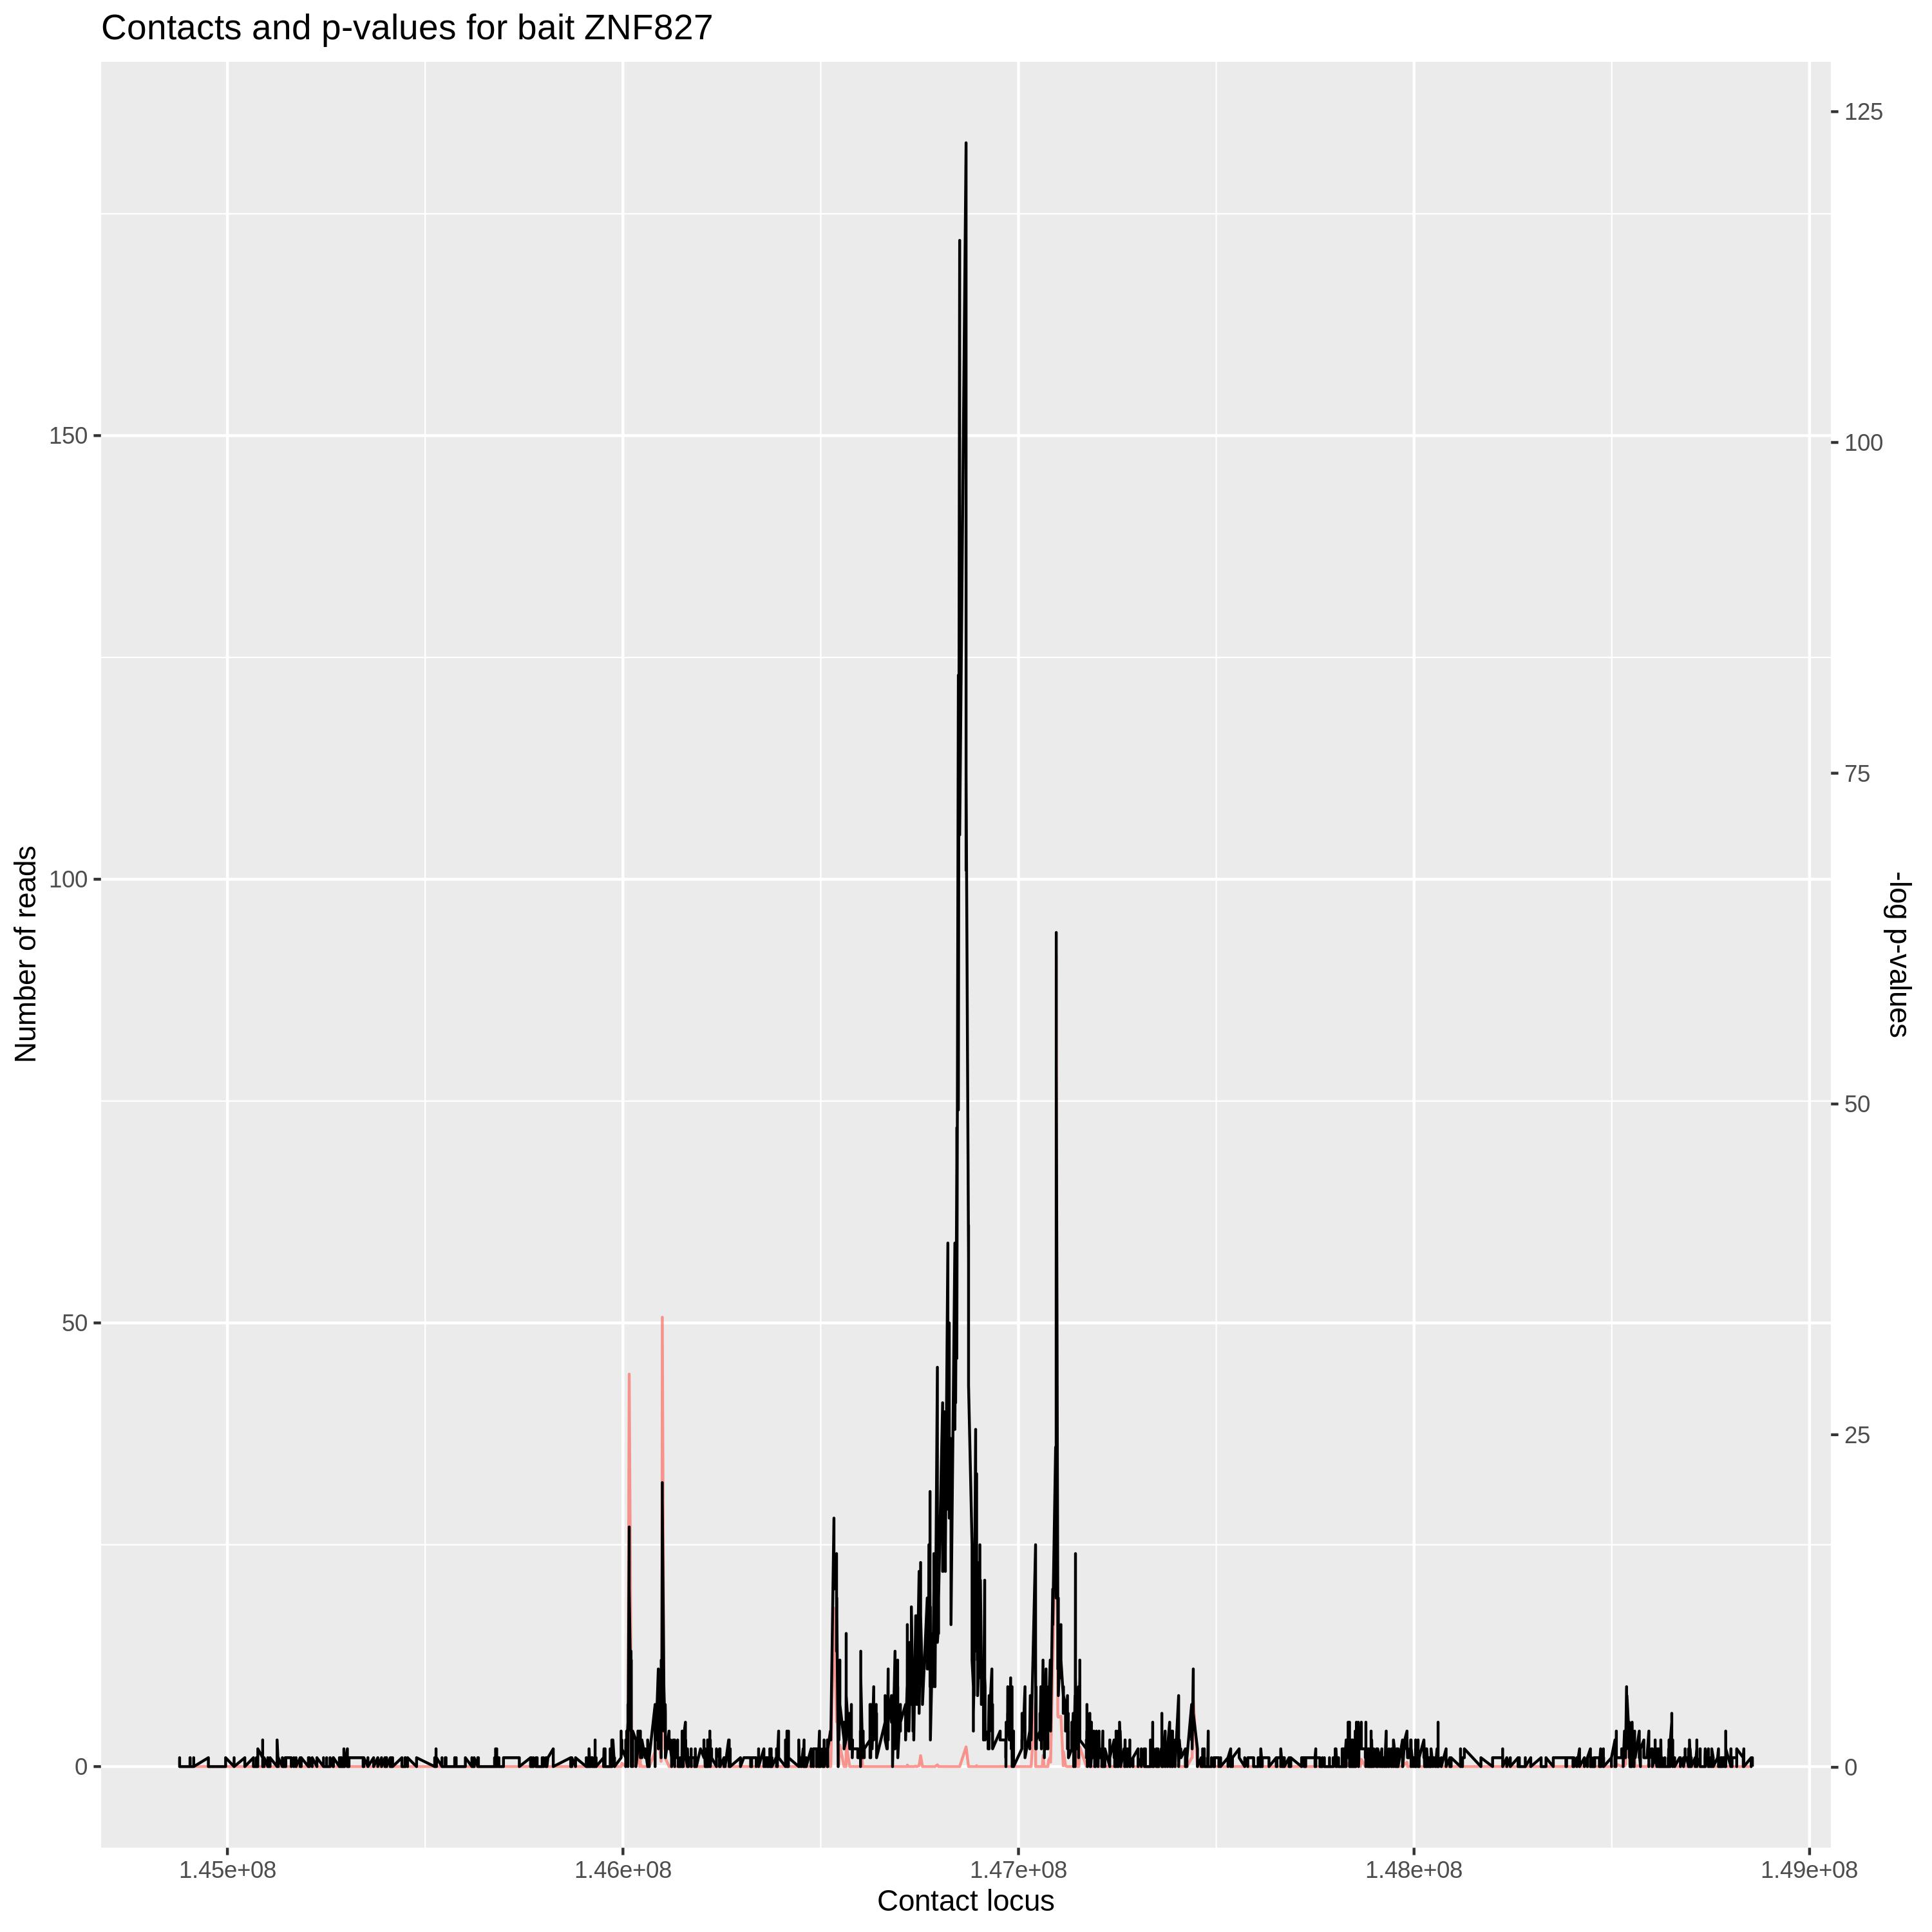 Contacts and p-values for bait ZNF827
Number of reads
150
100
50
0
125
100
75
50
25
0
-log p-values
1.45e+08
1.46e+08
1.47e+08
1.48e+08
1.49e+08
Contact locus